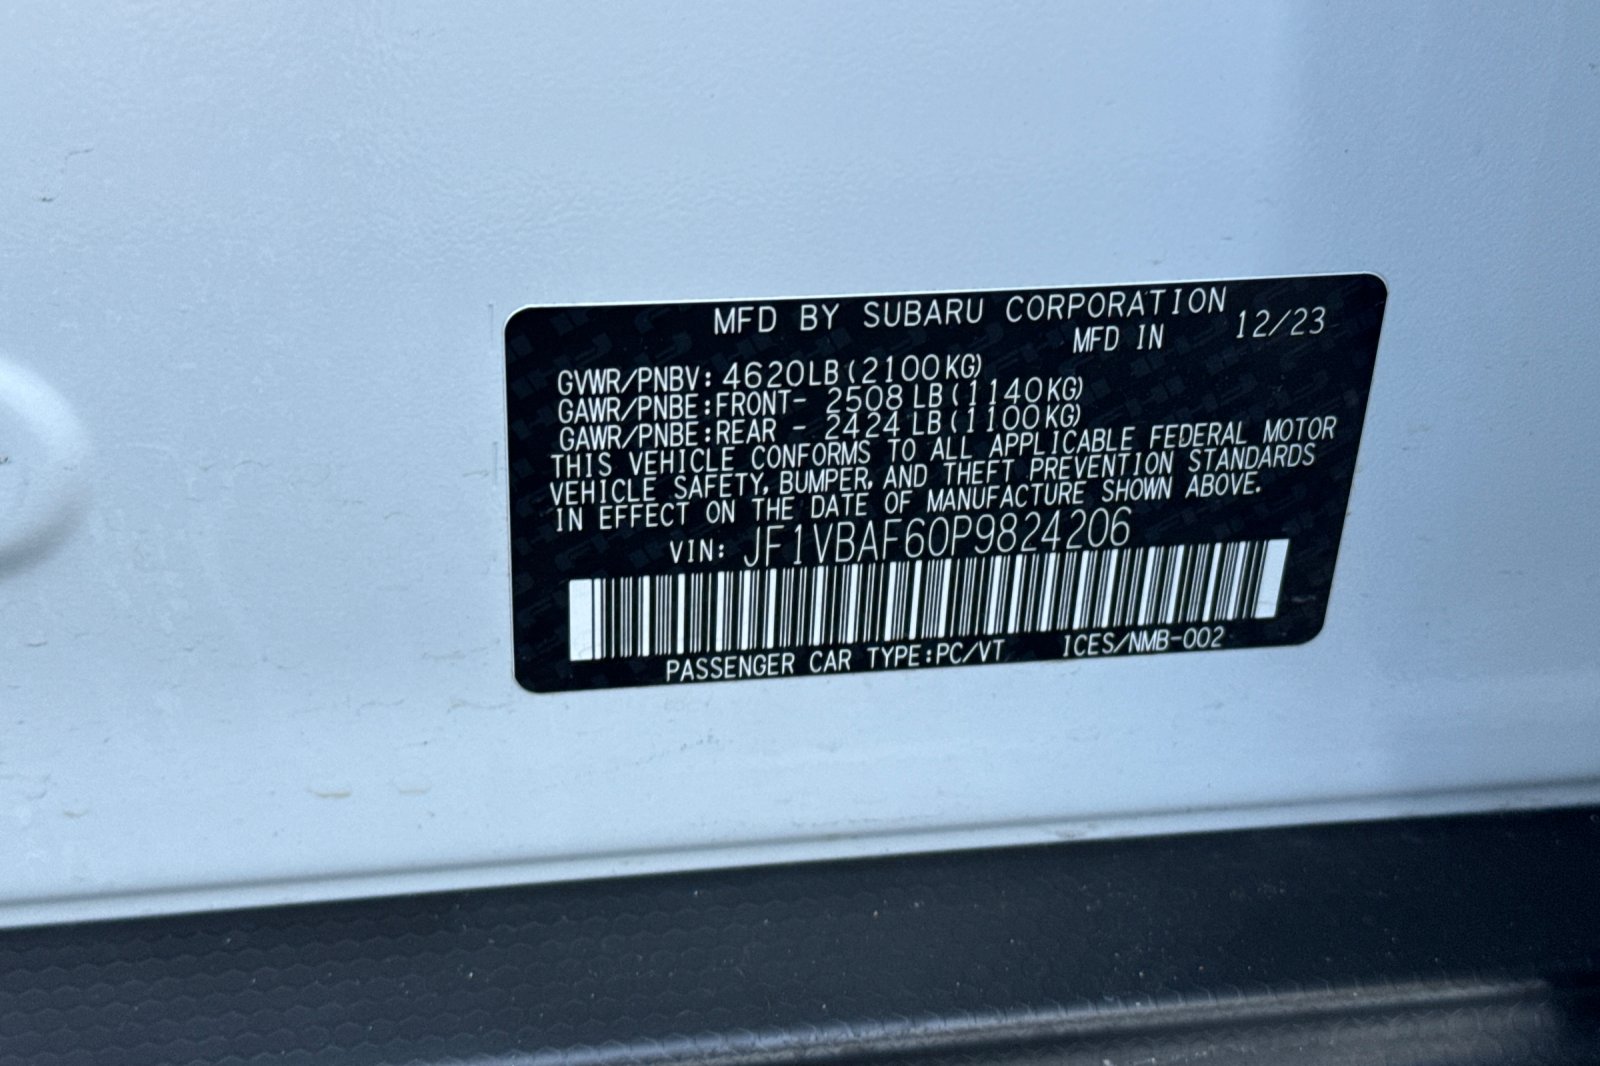 MFD BY SUBARU CORPORATION
MFD IN 12/23
GVWR/PNBV: 4620LB(2100KG)
GAWR/PNBE:FRONT- 2508LB(1140KG)
GAWR/PNBE:REAR - 2424LB(1100KG)
THIS VEHICLE CONFORMS TO ALL APPLICABLE FEDERAL MOTOR
VEHICLE SAFETY, BUMPER, AND THEFT PREVENTION STANDARDS
IN EFFECT ON THE DATE OF MANUFACTURE SHOWN ABOVE.
VIN: JF1VBAF60P9824206
PASSENGER CAR TYPE:PC/VT ICES/NMB-002